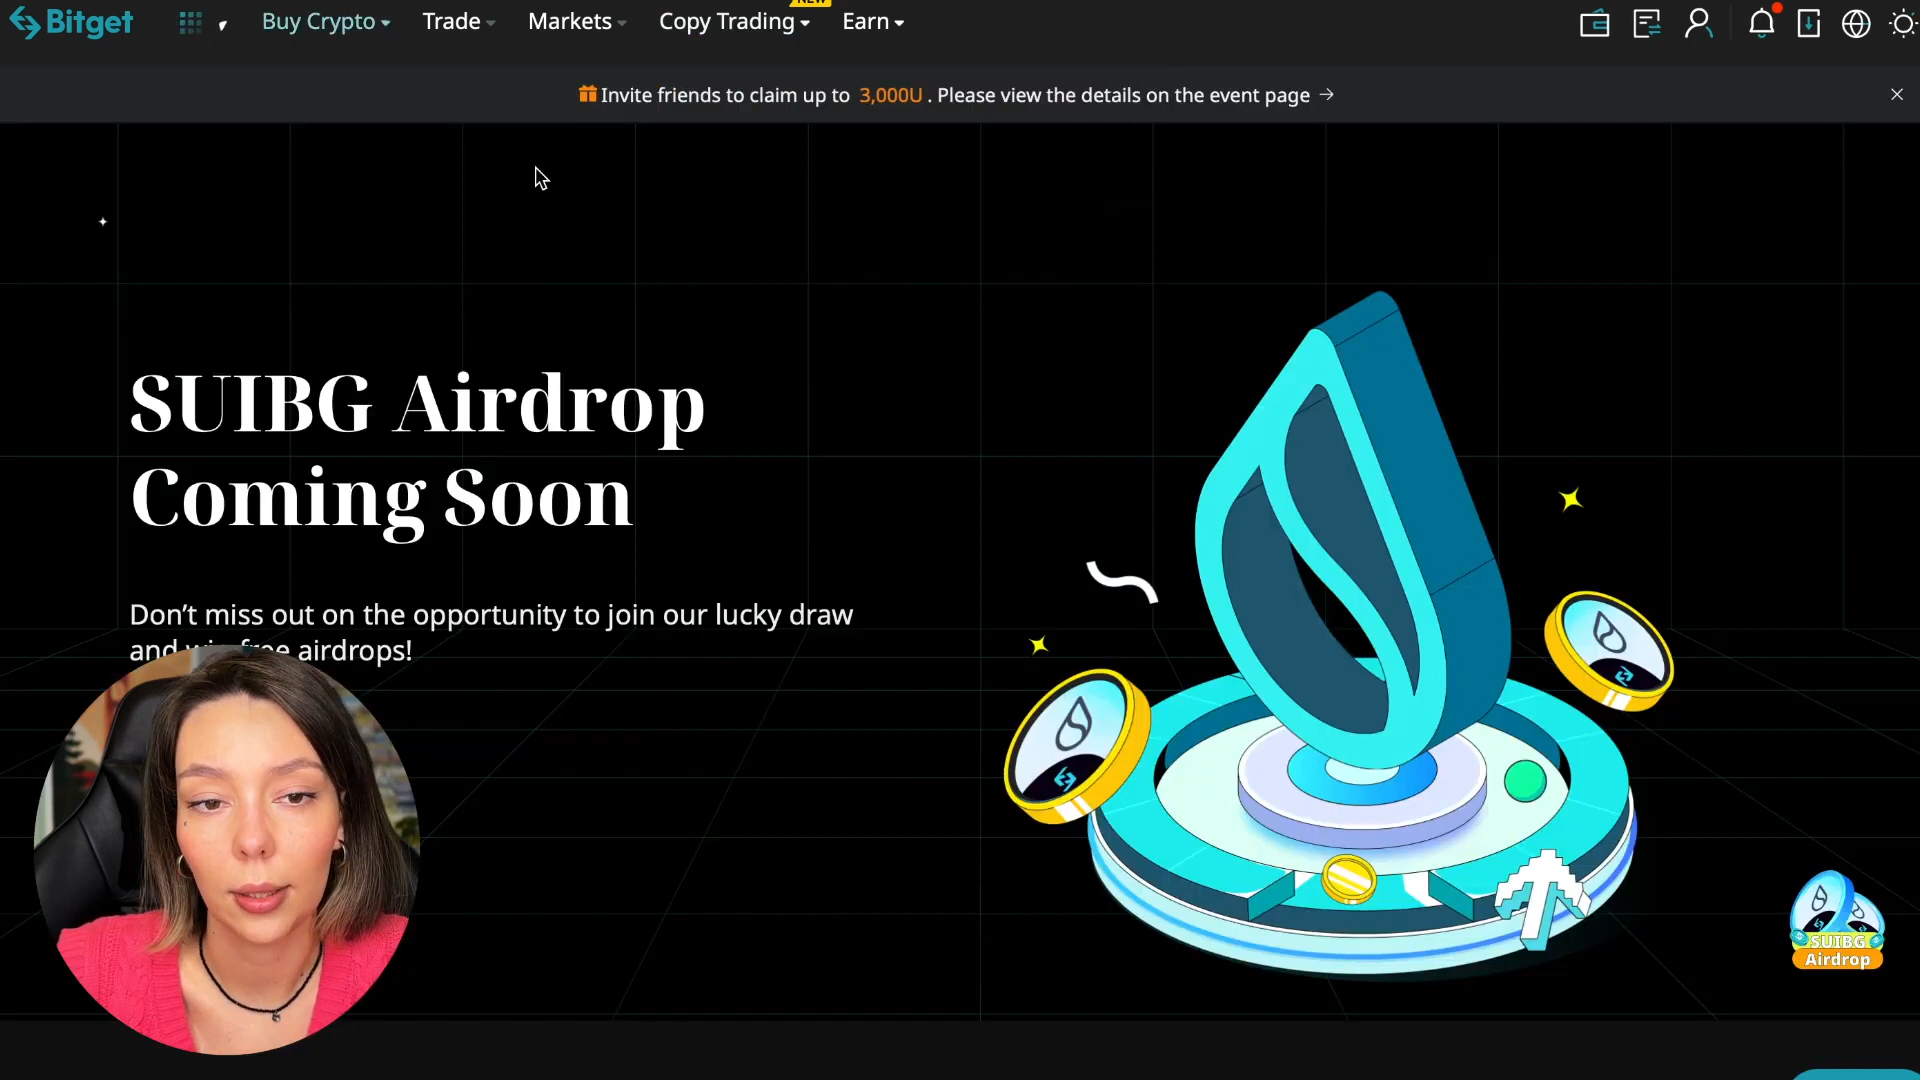 Bitget
Buy Crypto
Trade
Markets
Copy Trading
NEW
Earn
Invite friends to claim up to 3,000U . Please view the details on the event page →
SUIBG Airdrop
Coming Soon
Don’t miss out on the opportunity to join our lucky draw
and free airdrops!
SUIBG
Airdrop